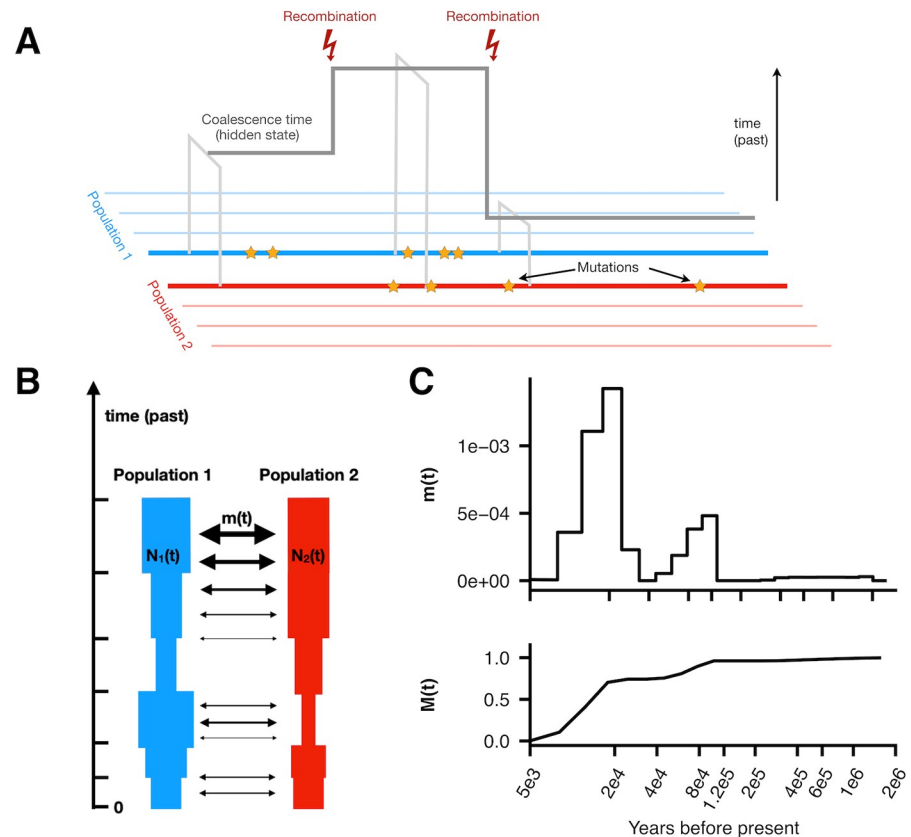 A
Recombination
Recombination
Coalescence time
(hidden state)
time
(past)
Population 1
Mutations
Population 2
B
time (past)
Population 1
Population 2
m(t)
N₁(t)
N₂(t)
0
C
m(t)
1e−03
5e−04
0e+00
M(t)
1.0
0.5
0.0
5e3
2e4
4e4
8e4
1.2e5
2e5
4e5
6e5
1e6
2e6
Years before present